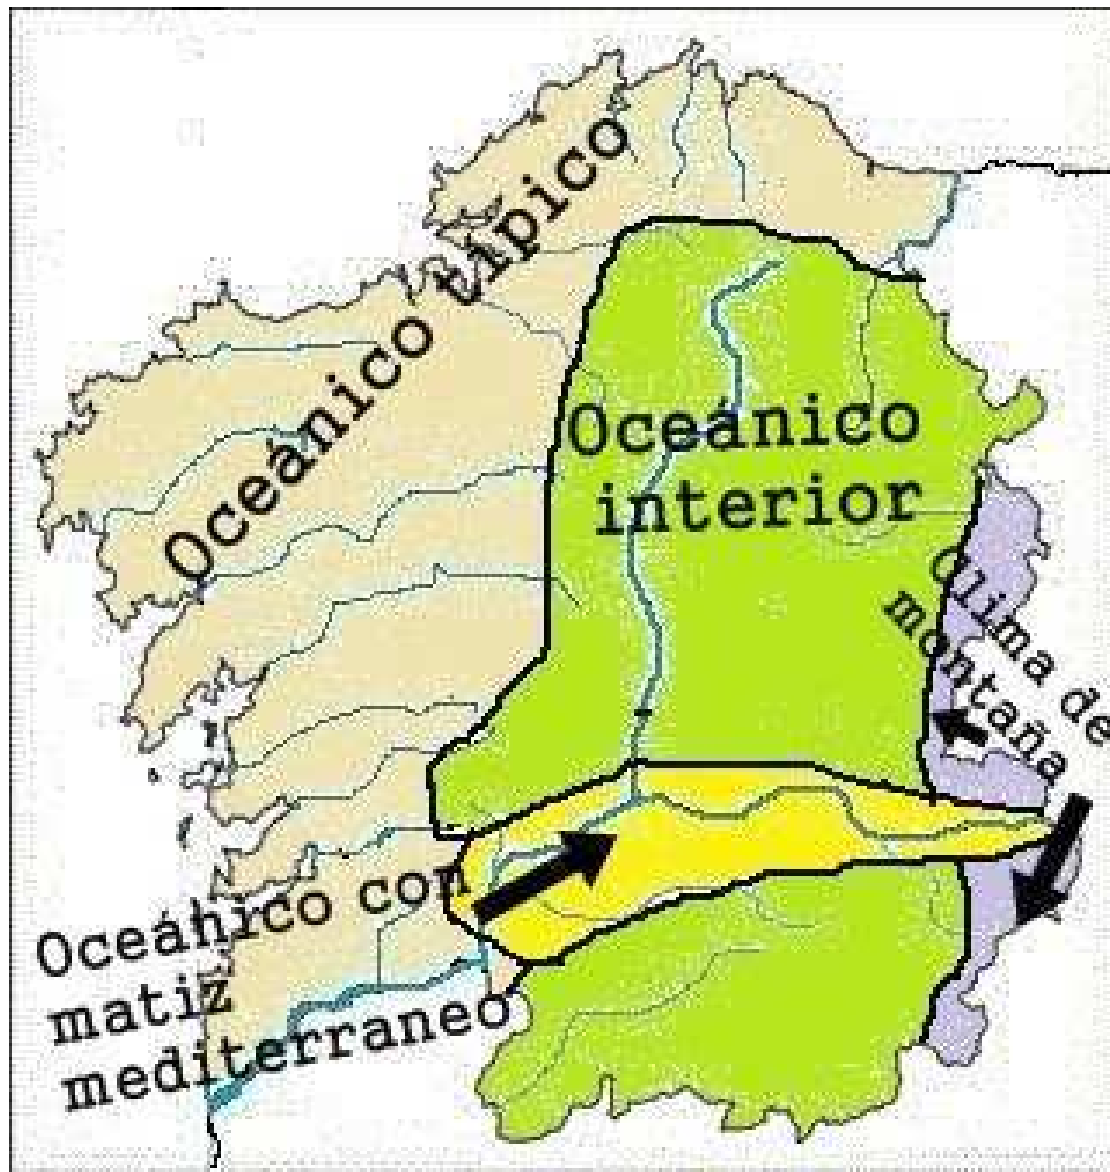 Oceánico típico
Oceánico
interior
Clima de
montaña
Oceánico con
matiz
mediterraneo